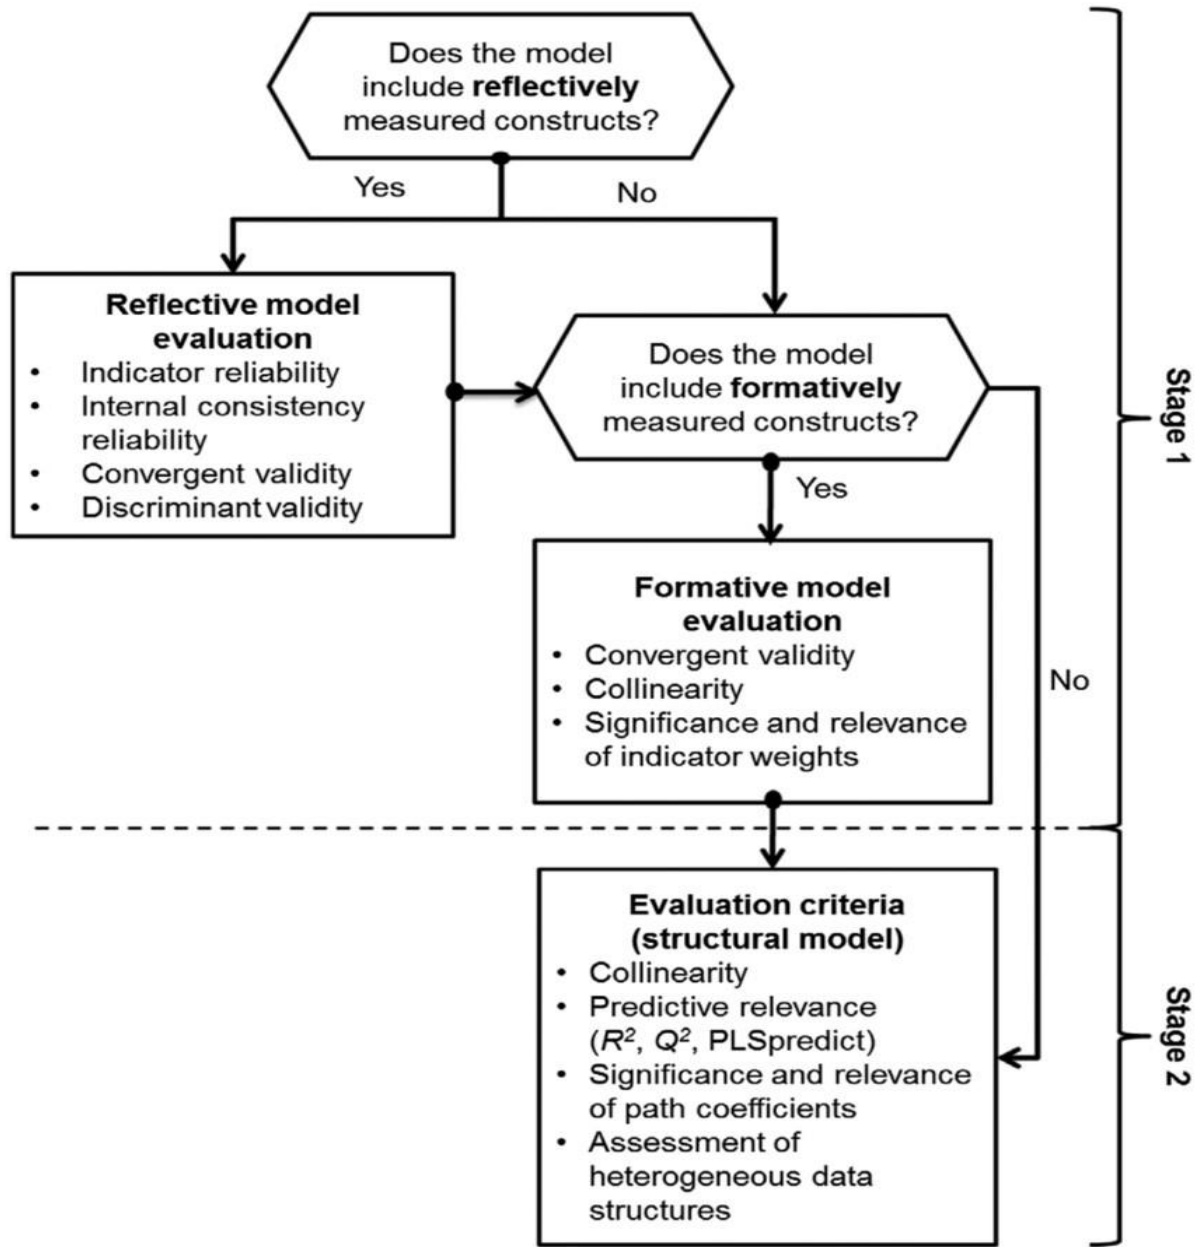 Does the model
include reflectively
measured constructs?
Yes
No
Reflective model
evaluation
• Indicator reliability
• Internal consistency
reliability
• Convergent validity
• Discriminant validity
Does the model
include formatively
measured constructs?
Yes
No
Formative model
evaluation
• Convergent validity
• Collinearity
• Significance and relevance
of indicator weights
Stage 1
Evaluation criteria
(structural model)
• Collinearity
• Predictive relevance
(R², Q², PLSpredict)
• Significance and relevance
of path coefficients
• Assessment of
heterogeneous data
structures
Stage 2